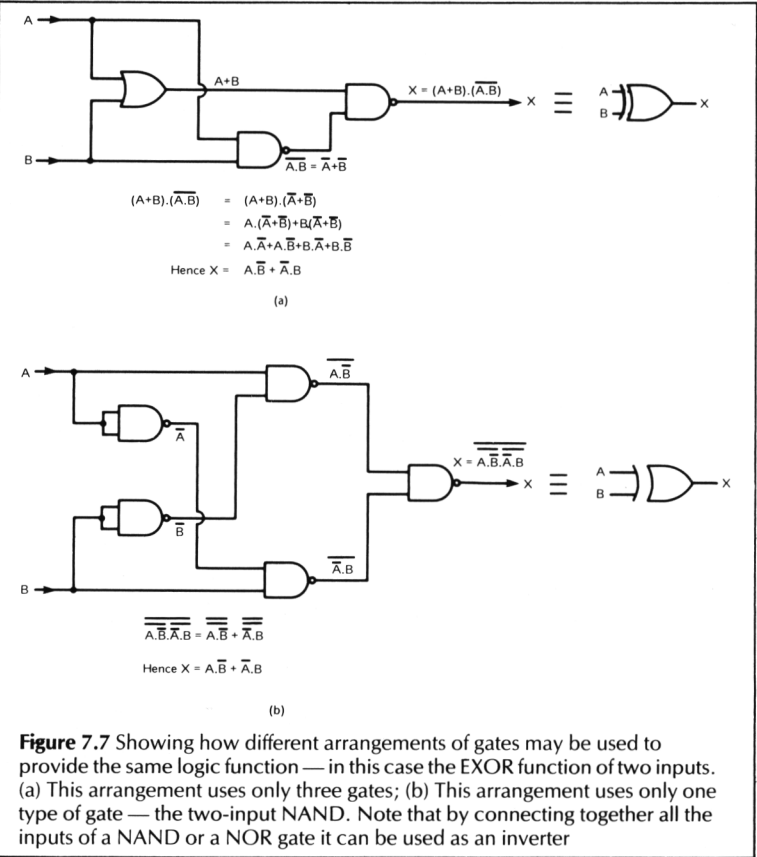 A
A+B
X = (A+B).(A̅.̅B̅)
X
≡
A
B
X
B
A̅.̅B̅ = A̅+B̅
(A+B).(A̅.̅B̅) = (A+B).(A̅+B̅)
= A.(A̅+B̅)+B(A̅+B̅)
= A.A̅+A.B̅+B.A̅+B.B̅
Hence X = A.B̅ + A̅.B
(a)
A
A̅.̅B̅̅
A̅
X = A̅̅.̅̅B̅̅̅.̅A̅̅̅.̅̅B̅̅
X
≡
A
B
X
B̅
A̅̅.̅B̅
B
A̅̅.̅̅B̅̅̅.̅A̅̅̅.̅̅B̅̅ = A̅̅.̅̅B̅̅̅ + A̅̅̅.̅̅B̅̅
Hence X = A.B̅ + A̅.B
(b)
Figure 7.7 Showing how different arrangements of gates may be used to
provide the same logic function — in this case the EXOR function of two inputs.
(a) This arrangement uses only three gates; (b) This arrangement uses only one
type of gate — the two-input NAND. Note that by connecting together all the
inputs of a NAND or a NOR gate it can be used as an inverter